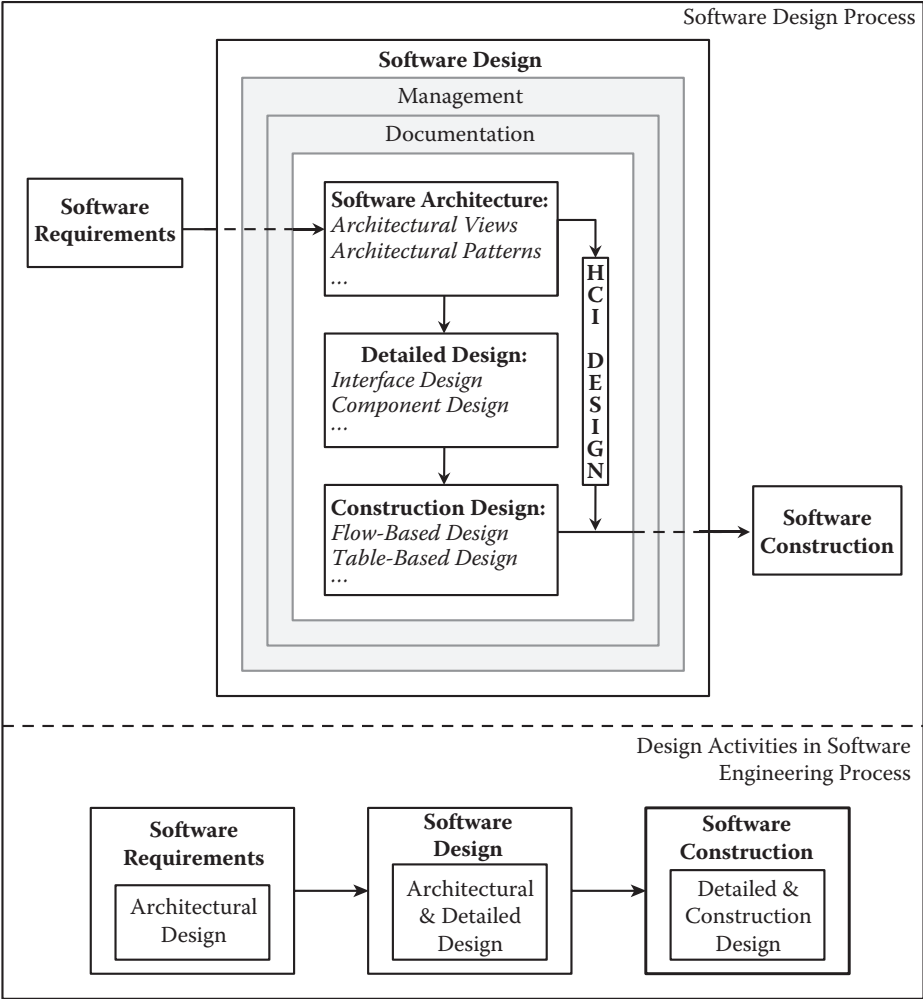 Software Design Process
Software Design
Management
Documentation
Software
Requirements
Software Architecture:
Architectural Views
Architectural Patterns
...
HCI DESIGN
Detailed Design:
Interface Design
Component Design
...
Construction Design:
Flow-Based Design
Table-Based Design
...
Software
Construction
Design Activities in Software
Engineering Process
Software
Requirements
Architectural
Design
Software
Design
Architectural
& Detailed
Design
Software
Construction
Detailed &
Construction
Design